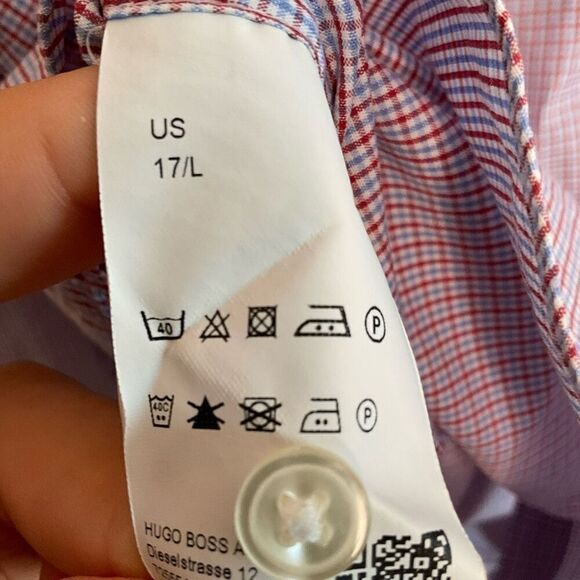 US
17/L
40
P
40C
P
HUGO BOSS A
Dieselstrasse 12